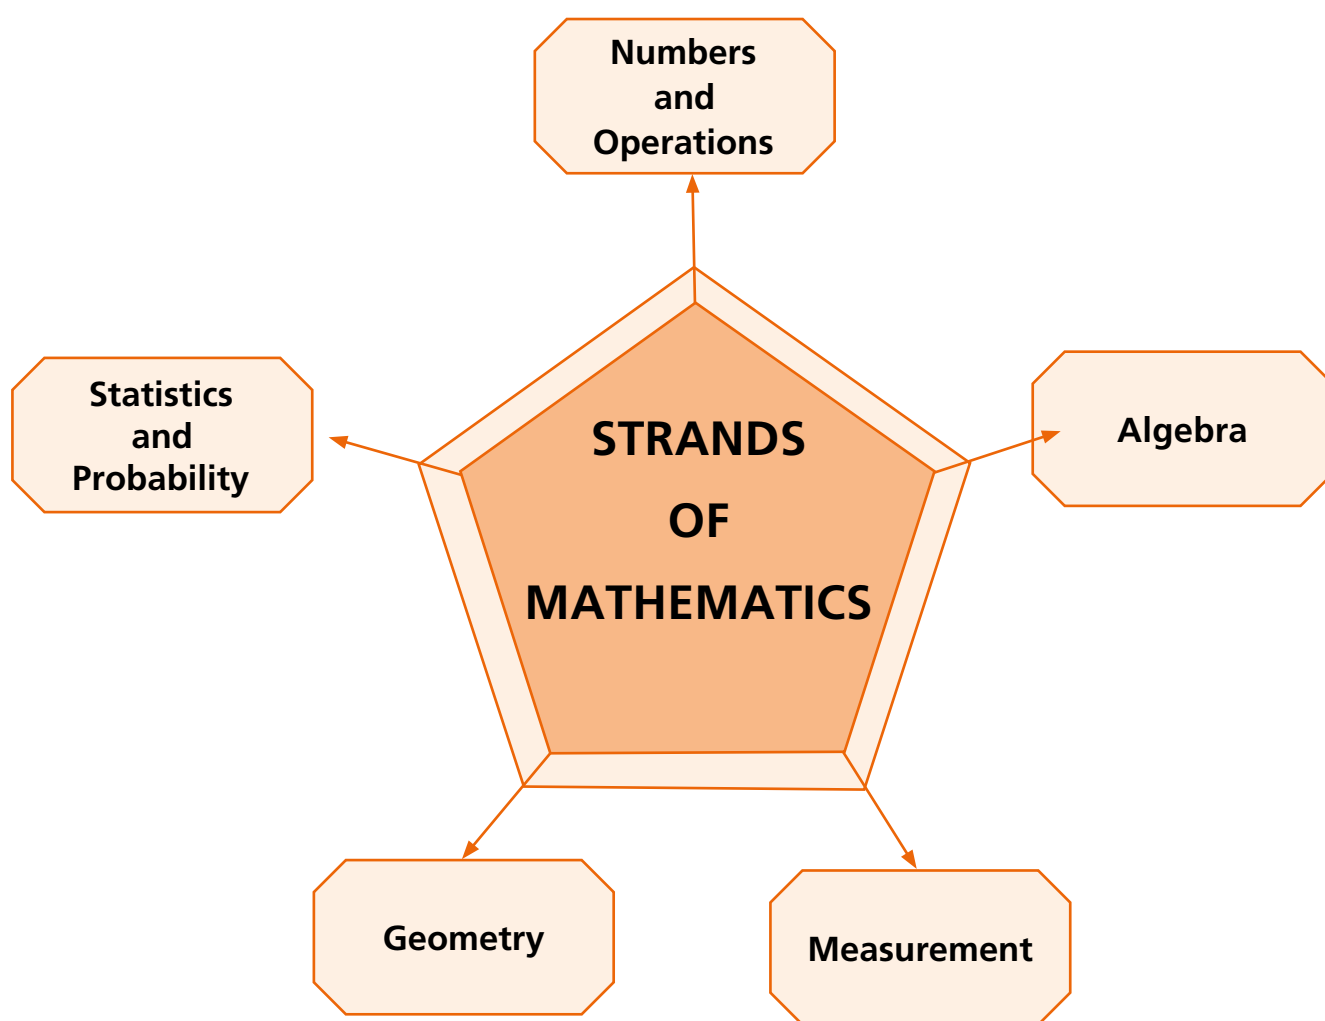 Numbers
and
Operations
Statistics
and
Probability
STRANDS
OF
MATHEMATICS
Algebra
Geometry
Measurement